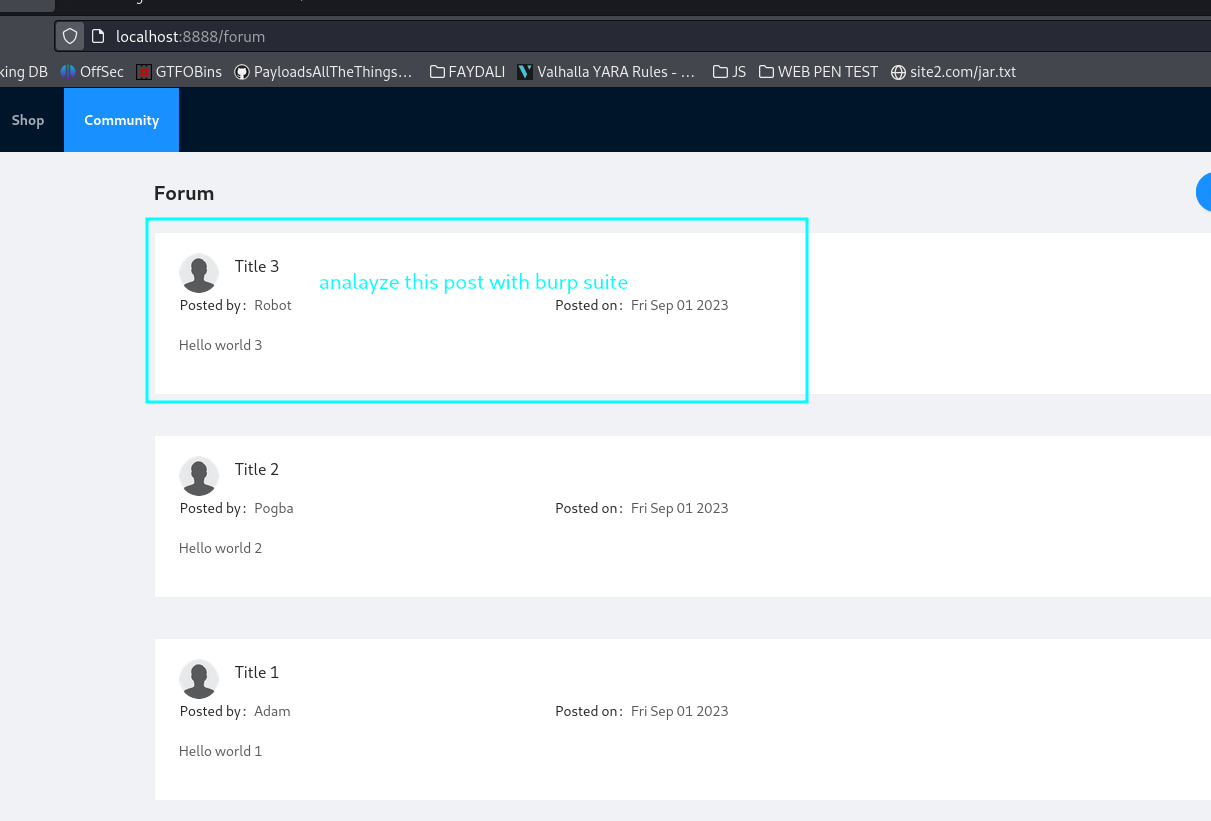 localhost:8888/forum
king DB OffSec GTFOBins PayloadsAllTheThings… FAYDALI Valhalla YARA Rules - … JS WEB PEN TEST site2.com/jar.txt
Shop Community
Forum
Title 3
analayze this post with burp suite
Posted by: Robot Posted on: Fri Sep 01 2023
Hello world 3
Title 2
Posted by: Pogba Posted on: Fri Sep 01 2023
Hello world 2
Title 1
Posted by: Adam Posted on: Fri Sep 01 2023
Hello world 1